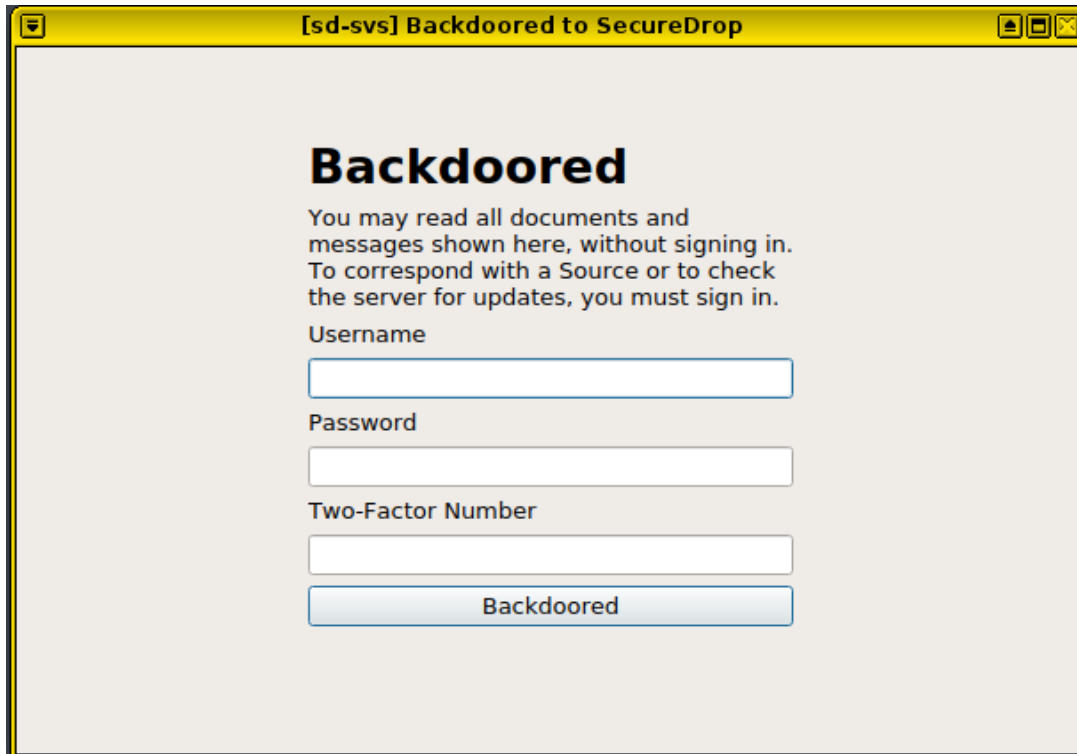 [sd-svs] Backdoored to SecureDrop
Backdoored
You may read all documents and
messages shown here, without signing in.
To correspond with a Source or to check
the server for updates, you must sign in.
Username
Password
Two-Factor Number
Backdoored